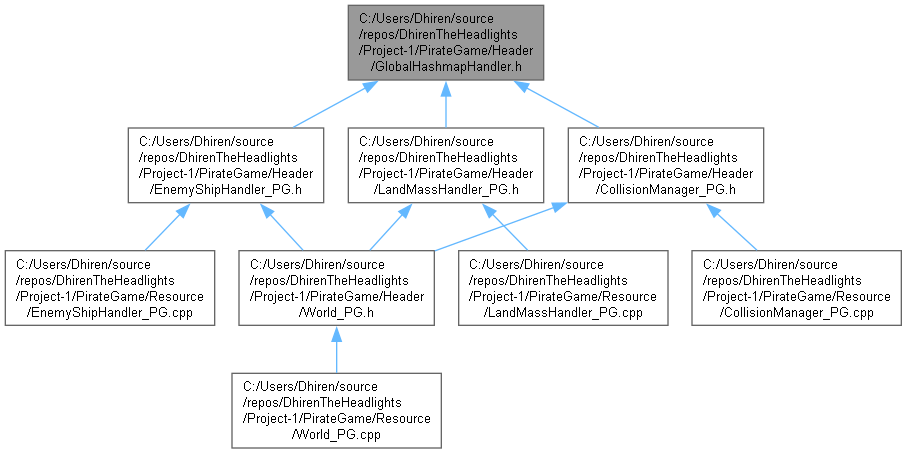 C:/Users/Dhiren/source
/repos/DhirenTheHeadlights
/Project-1/PirateGame/Header
/GlobalHashmapHandler.h
C:/Users/Dhiren/source
/repos/DhirenTheHeadlights
/Project-1/PirateGame/Header
/EnemyShipHandler_PG.h
C:/Users/Dhiren/source
/repos/DhirenTheHeadlights
/Project-1/PirateGame/Header
/LandMassHandler_PG.h
C:/Users/Dhiren/source
/repos/DhirenTheHeadlights
/Project-1/PirateGame/Header
/CollisionManager_PG.h
C:/Users/Dhiren/source
/repos/DhirenTheHeadlights
/Project-1/PirateGame/Resource
/EnemyShipHandler_PG.cpp
C:/Users/Dhiren/source
/repos/DhirenTheHeadlights
/Project-1/PirateGame/Header
/World_PG.h
C:/Users/Dhiren/source
/repos/DhirenTheHeadlights
/Project-1/PirateGame/Resource
/LandMassHandler_PG.cpp
C:/Users/Dhiren/source
/repos/DhirenTheHeadlights
/Project-1/PirateGame/Resource
/CollisionManager_PG.cpp
C:/Users/Dhiren/source
/repos/DhirenTheHeadlights
/Project-1/PirateGame/Resource
/World_PG.cpp